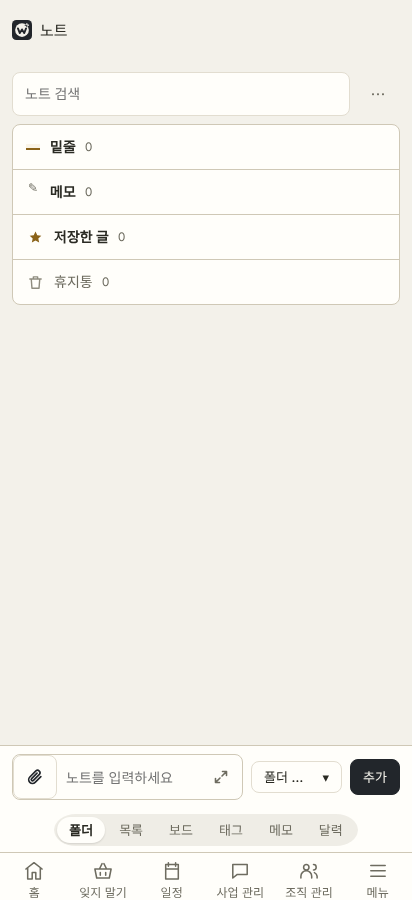 노트
노트 검색
밑줄 0
메모 0
저장한 글 0
휴지통 0
노트를 입력하세요 폴더 ... 추가
폴더 목록 보드 태그 메모 달력
홈 잊지 말기 일정 사업 관리 조직 관리 메뉴